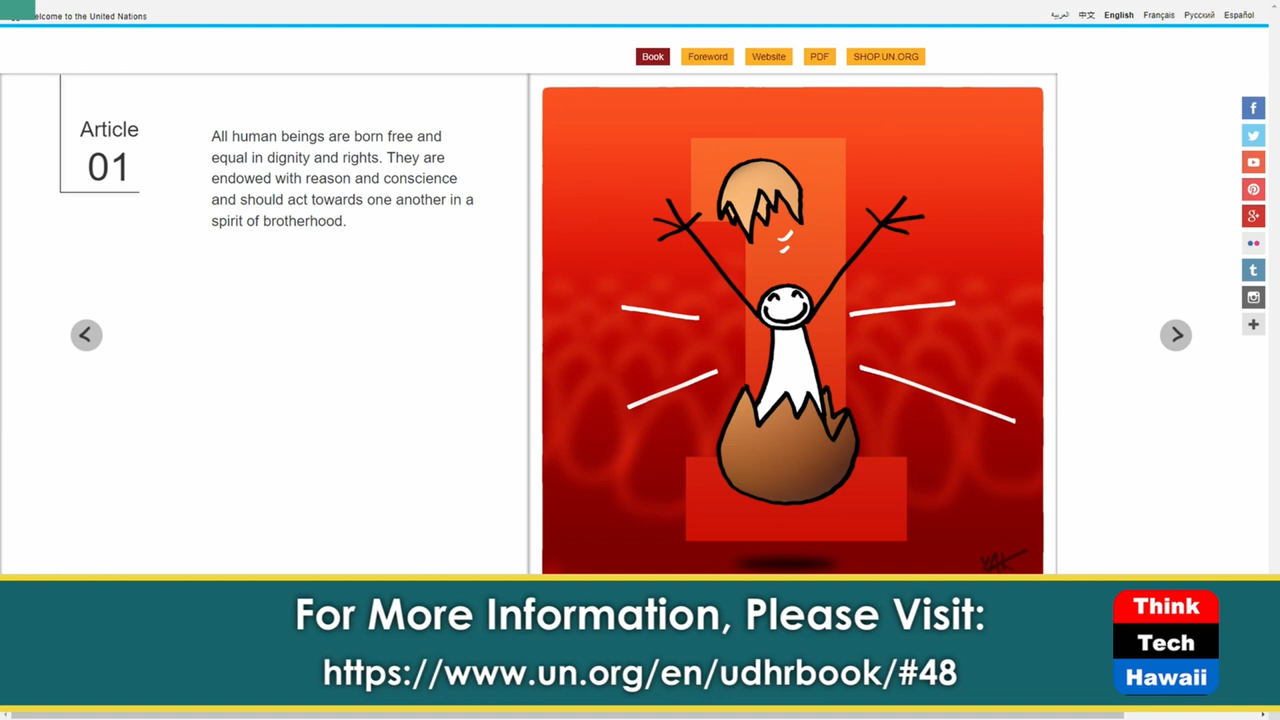 elcome to the United Nations
العربية 中文 English Français Русский Español
Book Foreword Website PDF SHOP.UN.ORG
Article
01
All human beings are born free and
equal in dignity and rights. They are
endowed with reason and conscience
and should act towards one another in a
spirit of brotherhood.
YAK
For More Information, Please Visit:
https://www.un.org/en/udhrbook/#48
Think
Tech
Hawaii